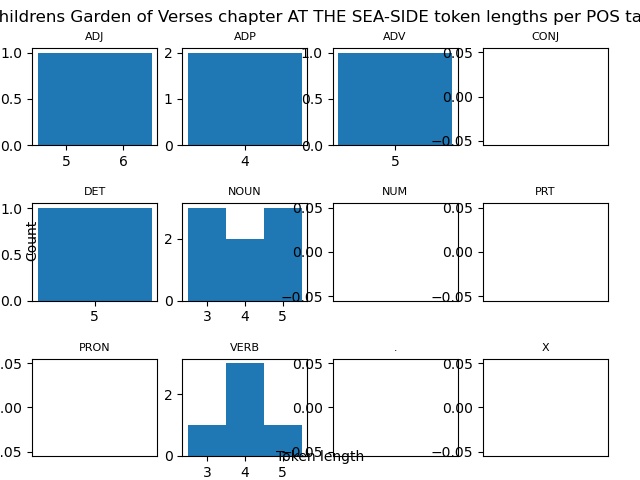 hildrens Garden of Verses chapter AT THE SEA-SIDE token lengths per POS ta
ADJ ADP ADV CONJ
1.0 2 1.0 0.05
0.5 1 0.5 0.00
0.0 0 0.0 −0.05
5 6 4 5
DET NOUN NUM PRT
1.0 2 0.05 0.05
0.5 0.00 0.00
0.0 0 −0.05 −0.05
Count
5 3 4 5
PRON VERB . X
.05 2 0.05 0.05
.00 0.00 0.00
.05 0 −0.05 −0.05
3 4 5
Token length